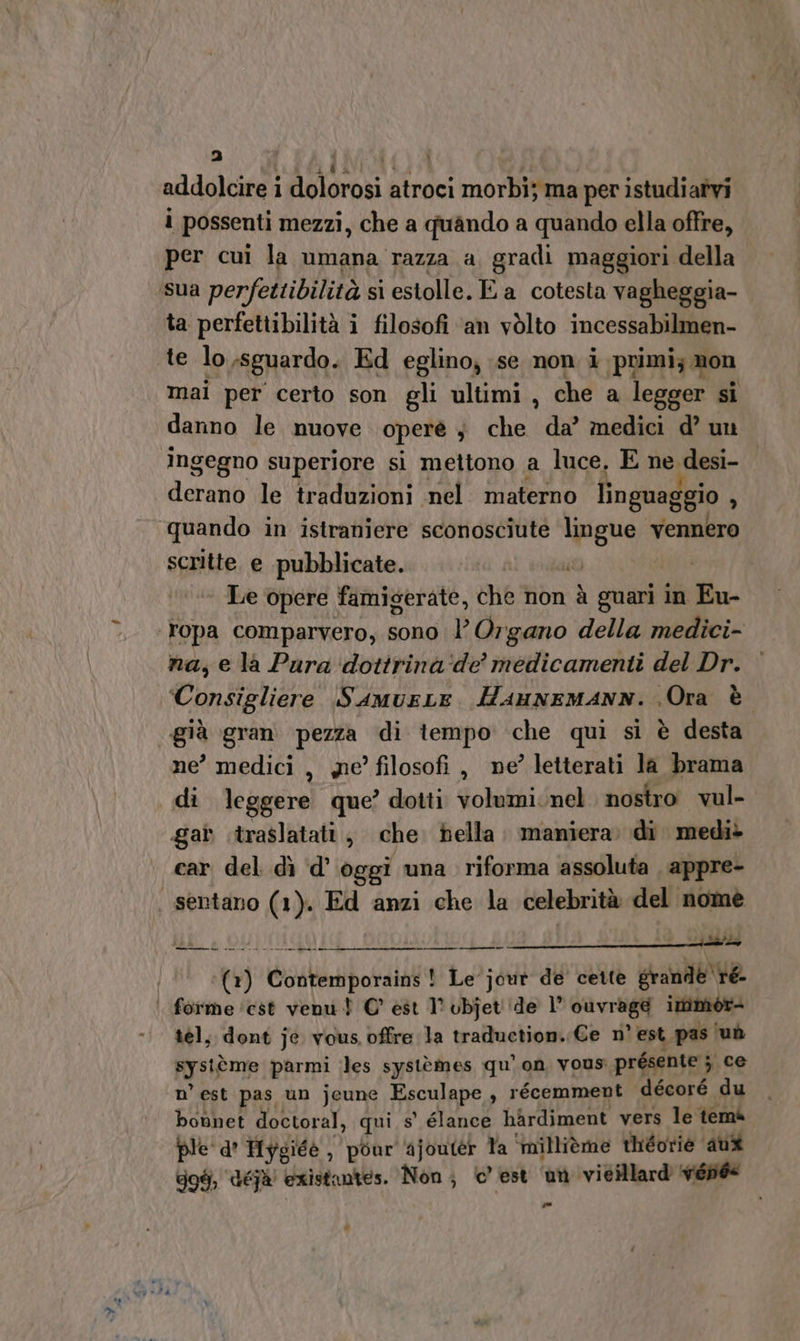 2
addolcire i dolorosi atroci morbi; ma per istudiarvi
i possenti mezzi, che a quàndo a quando ella offre,
per cui la umana razza a gradi maggiori della
sua perfettibilità si estolle. E a cotesta vagheggia-
ta perfettibilità i filosofi an vòlto incessabilmen-
te lo sguardo. Ed eglino, se non i primi, non
mai per certo son gli ultimi, che a legger si
danno le nuove opere, che da' medici d' un
ingegno superiore si mettono a luce. E ne desi-
derano le traduzioni nel materno linguaggio,
quando in istraniere sconosciute lingue vennero
scritte e pubblicate.
Le opere famigerate, che non à guari in Eu-
ropa comparvero, sono l' Organo della medici-
na, e la Pura dottrina de' medicamenti del Dr.
Consigliere SAMUELE HAHNEMANN. Ora è
già gran pezza di tempo che qui si è desta
ne' medici, ne' filosofi, ne' letterati la brama
di leggere que' dotti volumi nel nostro vul-
gar traslatati, che nella maniera di medi-
car del dì d' oggi una riforma assoluta appre-
sentano (1). Ed anzi che la celebrità del nome
(1) Contemporains! Le jour de cette grande ré-
forme est venu! C' est l' objet de l' ouvrage immor-
tel, dont je vous offre la traduction. Ce n' est pas un
système parmi les systèmes qu' on vous présente; ce
n' est pas un jeune Esculape, récemment décoré du
bonnet doctoral, qui s' élance hardiment vers le tem-
ple d' Hygiée, pour ajouter la millième théorie aux
999, déjà existantes. Non; c' est un vieillard véné-